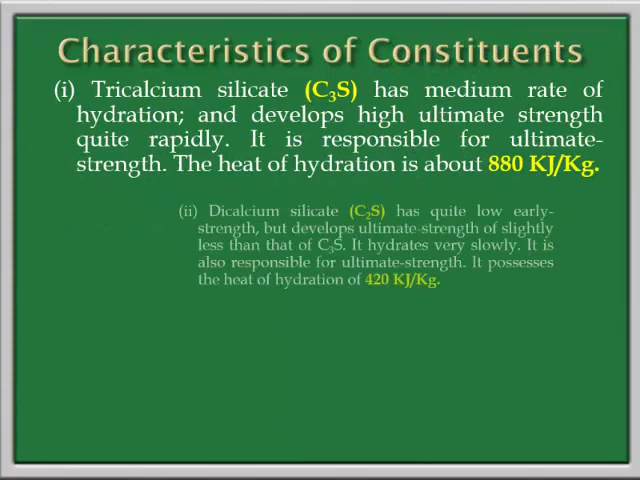 Characteristics of Constituents
(i) Tricalcium silicate (C₃S) has medium rate of
hydration; and develops high ultimate strength
quite rapidly. It is responsible for ultimate-
strength. The heat of hydration is about 880 KJ/Kg.
(ii) Dicalcium silicate (C₂S) has quite low early-
strength, but develops ultimate-strength of slightly
less than that of C₃S. It hydrates very slowly. It is
also responsible for ultimate-strength. It possesses
the heat of hydration of 420 KJ/Kg.